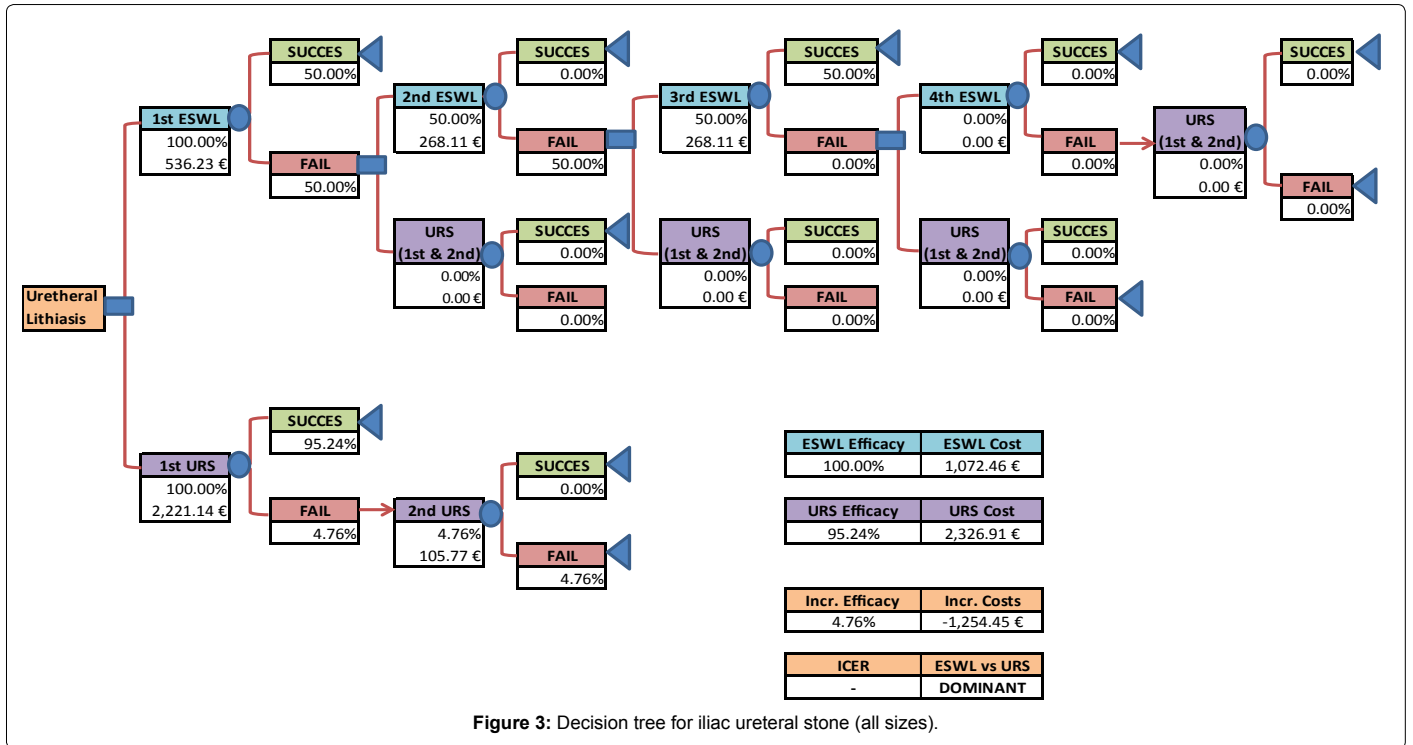 SUCCES
50.00%
1st ESWL
100.00%
536.23 €
FAIL
50.00%
2nd ESWL
50.00%
268.11 €
SUCCES
0.00%
FAIL
50.00%
URS
(1st & 2nd)
0.00%
0.00 €
SUCCES
0.00%
FAIL
0.00%
3rd ESWL
50.00%
268.11 €
SUCCES
50.00%
FAIL
0.00%
URS
(1st & 2nd)
0.00%
0.00 €
SUCCES
0.00%
FAIL
0.00%
4th ESWL
0.00%
0.00 €
SUCCES
0.00%
FAIL
0.00%
URS
(1st & 2nd)
0.00%
0.00 €
SUCCES
0.00%
FAIL
0.00%
URS
(1st & 2nd)
0.00%
0.00 €
SUCCES
0.00%
FAIL
0.00%
Uretheral
Lithiasis
1st URS
100.00%
2,221.14 €
SUCCES
95.24%
FAIL
4.76%
2nd URS
4.76%
105.77 €
SUCCES
0.00%
FAIL
4.76%
ESWL Efficacy ESWL Cost
100.00% 1,072.46 €
URS Efficacy URS Cost
95.24% 2,326.91 €
Incr. Efficacy Incr. Costs
4.76% -1,254.45 €
ICER ESWL vs URS
- DOMINANT
Figure 3: Decision tree for iliac ureteral stone (all sizes).